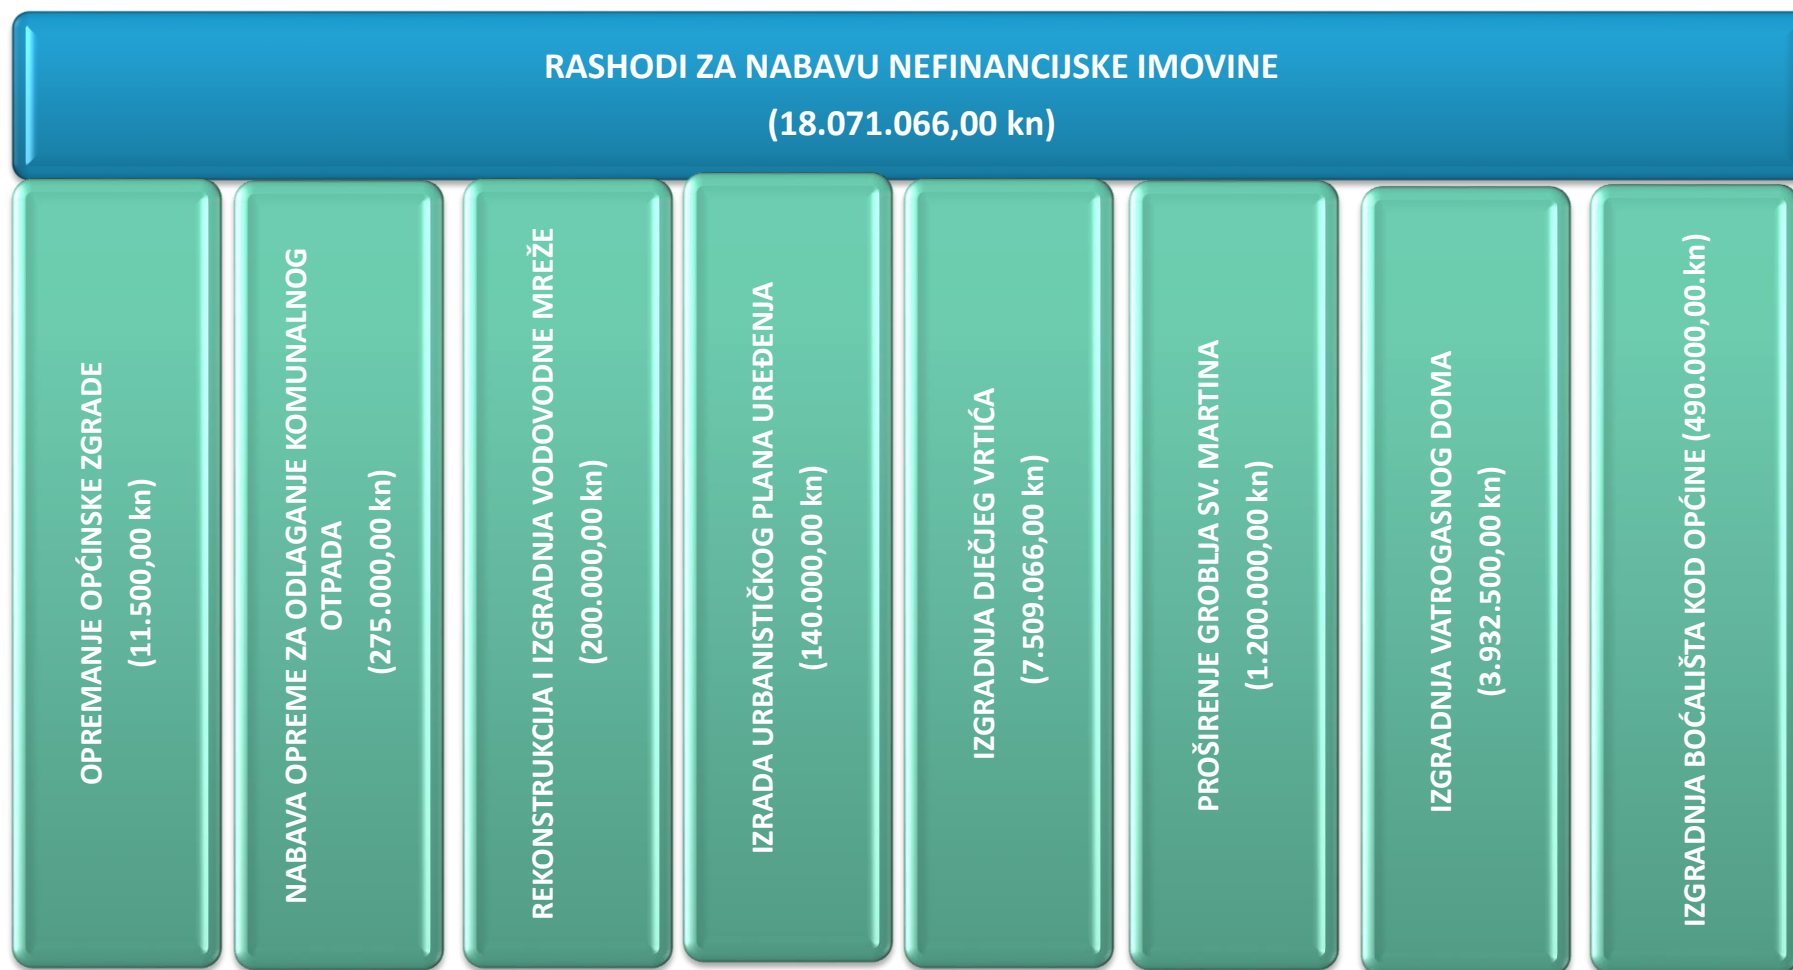 RASHODI ZA NABAVU NEFINANCIJSKE IMOVINE
(18.071.066,00 kn)
OPREMANJE OPĆINSKE ZGRADE
(11.500,00 kn)
NABAVA OPREME ZA ODLAGANJE KOMUNALNOG
OTPADA
(275.000,00 kn)
REKONSTRUKCIJA I IZGRADNJA VODOVODNE MREŽE
(200.000,00 kn)
IZRADA URBANISTIČKOG PLANA UREĐENJA
(140.000,00 kn)
IZGRADNJA DJEČJEG VRTIĆA
(7.509.066,00 kn)
PROŠIRENJE GROBLJA SV. MARTINA
(1.200.000,00 kn)
IZGRADNJA VATROGASNOG DOMA
(3.932.500,00 kn)
IZGRADNJA BOĆALIŠTA KOD OPĆINE (490.000,00.kn)